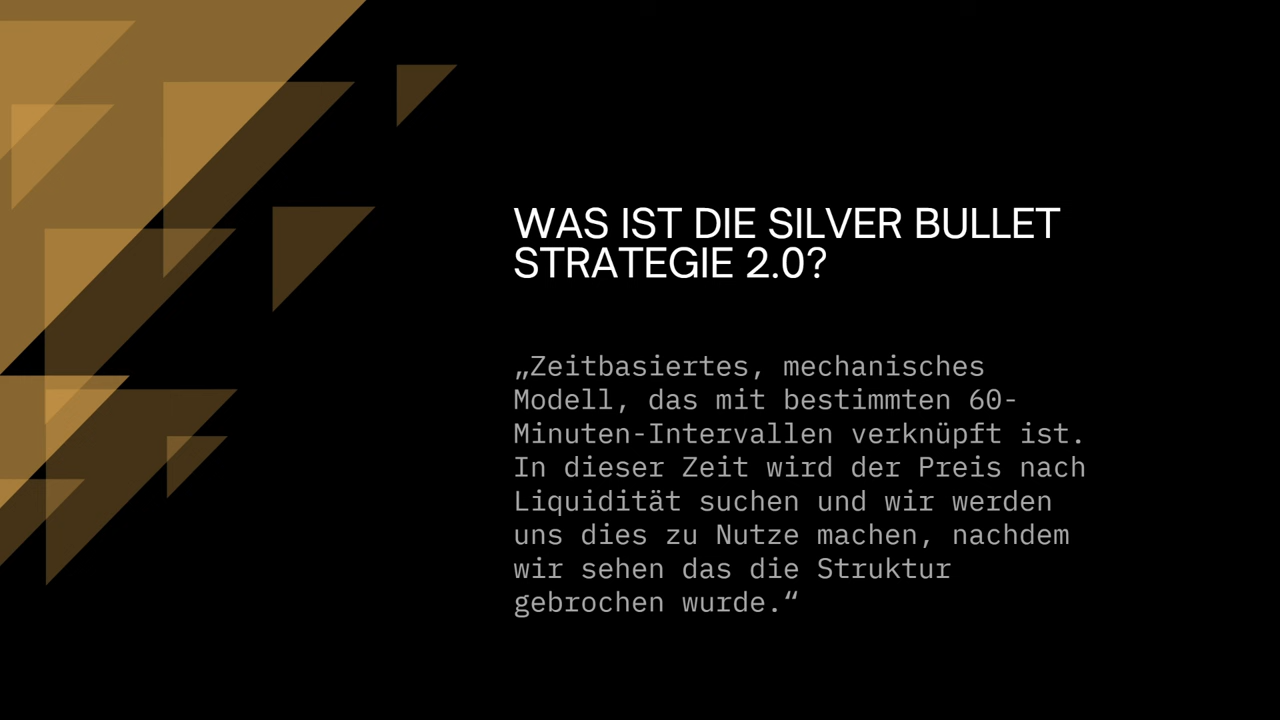 WAS IST DIE SILVER BULLET
STRATEGIE 2.0?
„Zeitbasiertes, mechanisches
Modell, das mit bestimmten 60-
Minuten-Intervallen verknüpft ist.
In dieser Zeit wird der Preis nach
Liquidität suchen und wir werden
uns dies zu Nutze machen, nachdem
wir sehen das die Struktur
gebrochen wurde.“